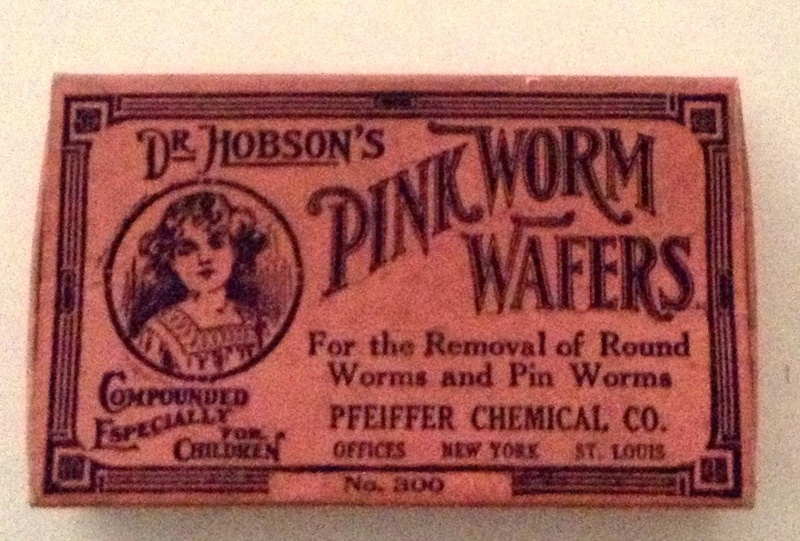 DR. HOBSON'S
PINK WORM
WAFERS.
For the Removal of Round
Worms and Pin Worms
PFEIFFER CHEMICAL CO.
OFFICES NEW YORK ST. LOUIS
COMPOUNDED
ESPECIALLY
FOR
CHILDREN
No. 300